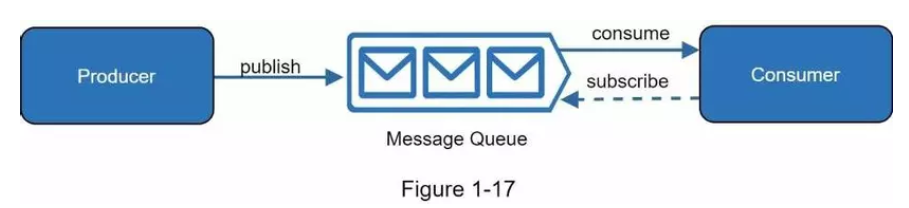 Producer
publish
consume
subscribe
Consumer
Message Queue
Figure 1-17